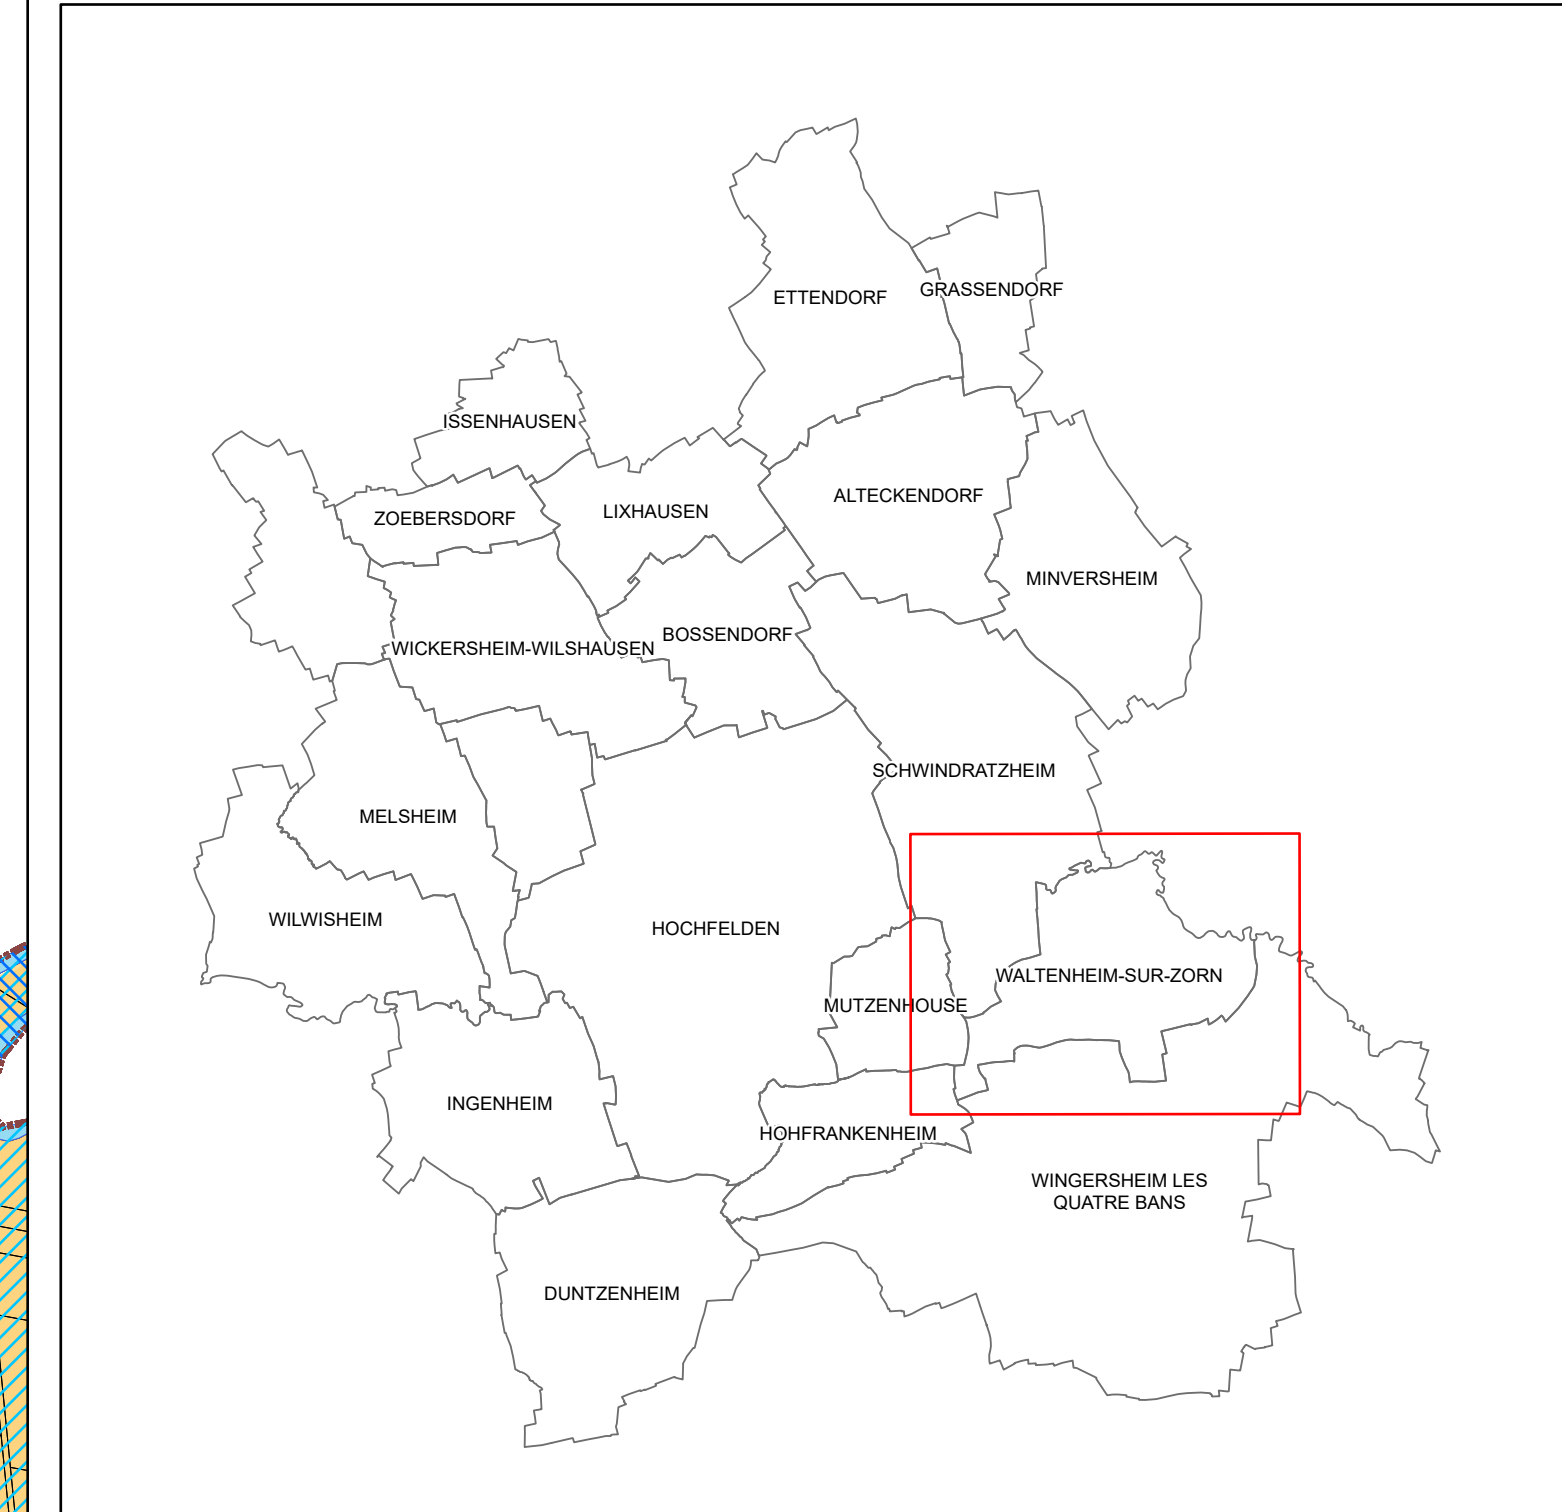 GRASSENDORF
ETTENDORF
ISSENHAUSEN
ALTECKENDORF
LIXHAUSEN
ZOEBERSDORF
MINVERSHEIM
BOSSENDORF
WICKERSHEIM-WILSHAUSEN
SCHWINDRATZHEIM
MELSHEIM
WILWISHEIM
HOCHFELDEN
WALTENHEIM-SUR-ZORN
MUTZENHOUSE
INGENHEIM
HOHFRANKENHEIM
WINGERSHEIM LES
QUATRE BANS
DUNTZENHEIM